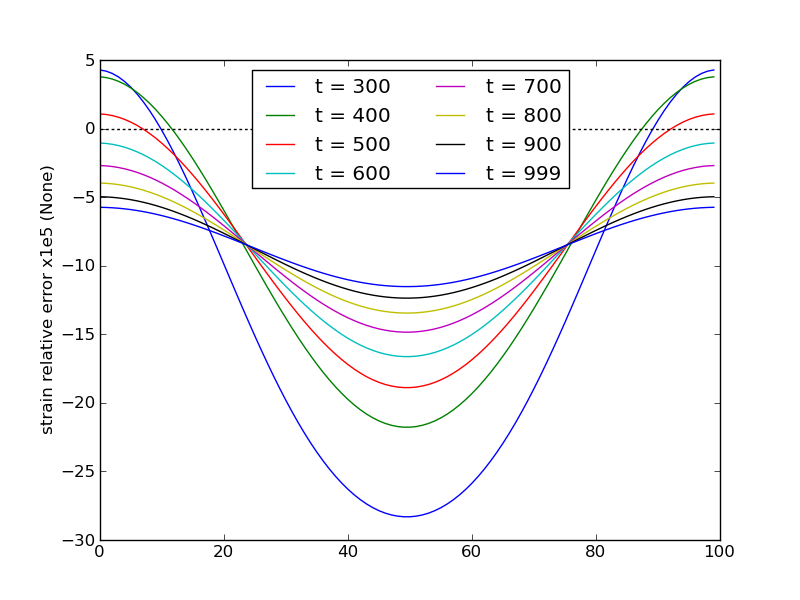 5
0
−5
−10
−15
−20
−25
−30
strain relative error x1e5 (None)
t = 300
t = 400
t = 500
t = 600
t = 700
t = 800
t = 900
t = 999
0
20
40
60
80
100